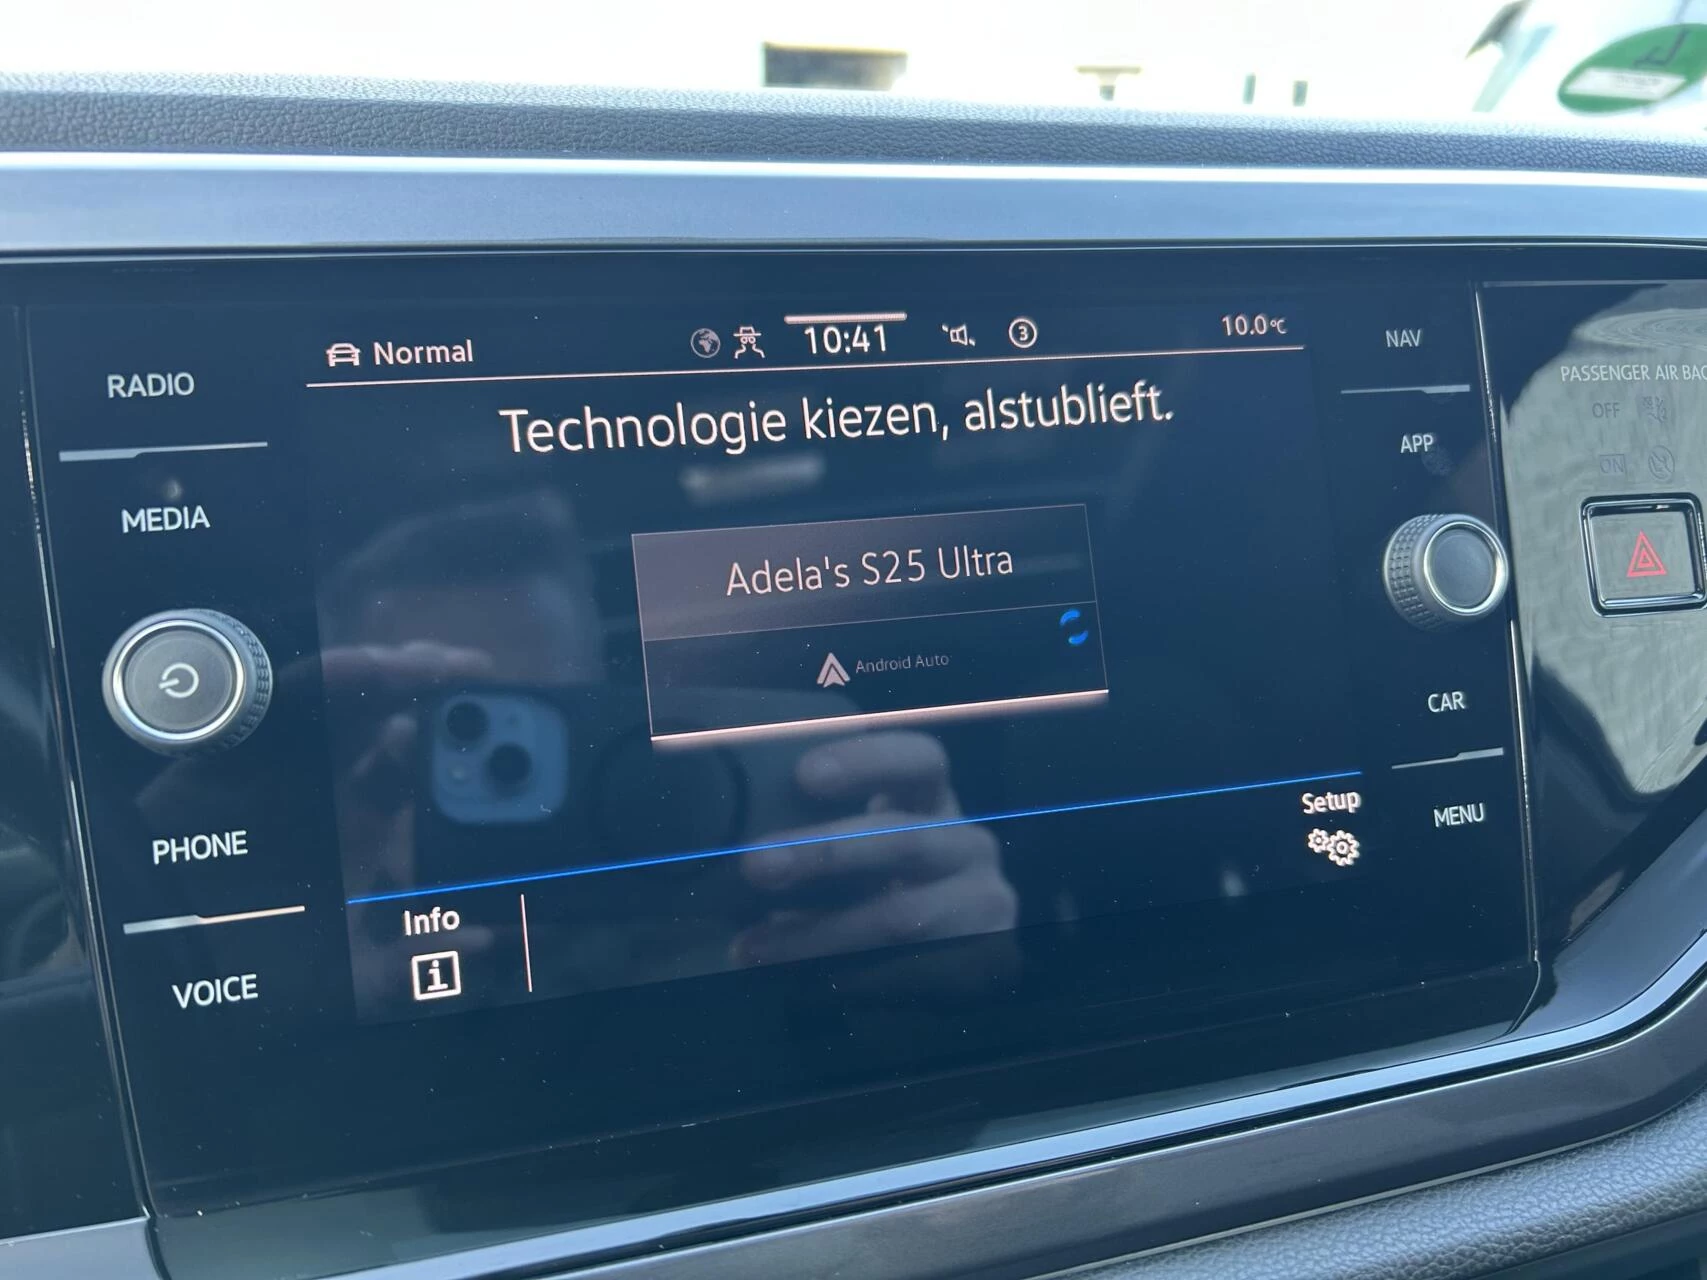 Normal
10:41
3
10.0°C
Technologie kiezen, alstublieft.
Adela's S25 Ultra
Android Auto
Setup
Info
i
RADIO
MEDIA
PHONE
VOICE
NAV
APP
CAR
MENU
PASSENGER AIR BAG
OFF
ON